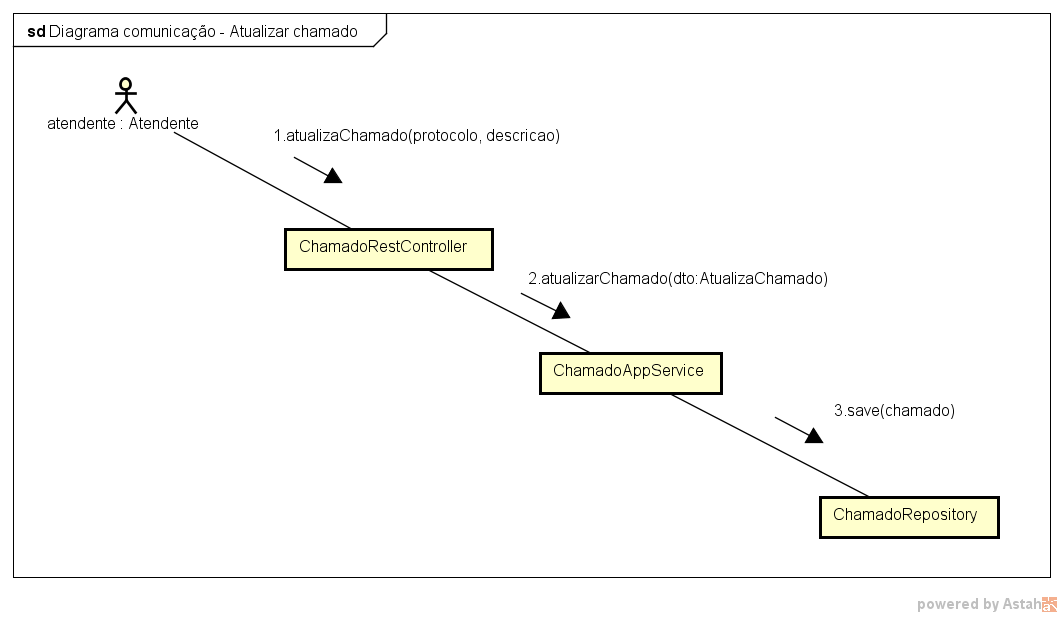 sd Diagrama comunicação - Atualizar chamado
atendente : Atendente
1.atualizaChamado(protocolo, descricao)
ChamadoRestController
2.atualizarChamado(dto:AtualizaChamado)
ChamadoAppService
3.save(chamado)
ChamadoRepository
powered by Astah